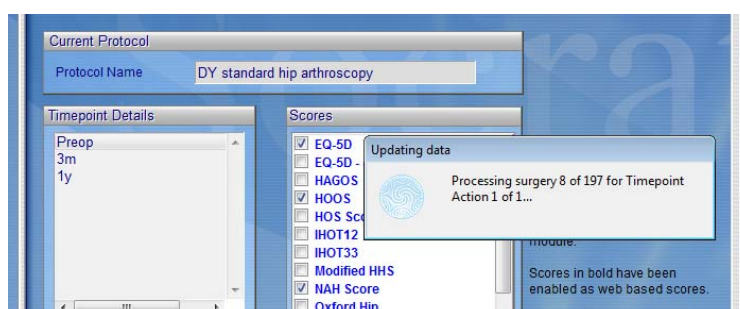 Current Protocol
Protocol Name
DY standard hip arthroscopy
Timepoint Details
Preop
3m
1y
Scores
EQ-5D
EQ-5D -
HAGOS
HOOS
HOS
IHOT12
IHOT33
Modified HHS
NAH Score
Oxford Hip
Updating data
Processing surgery 8 of 197 for Timepoint
Action 1 of 1...
module.
Scores in bold have been
enabled as web based scores.